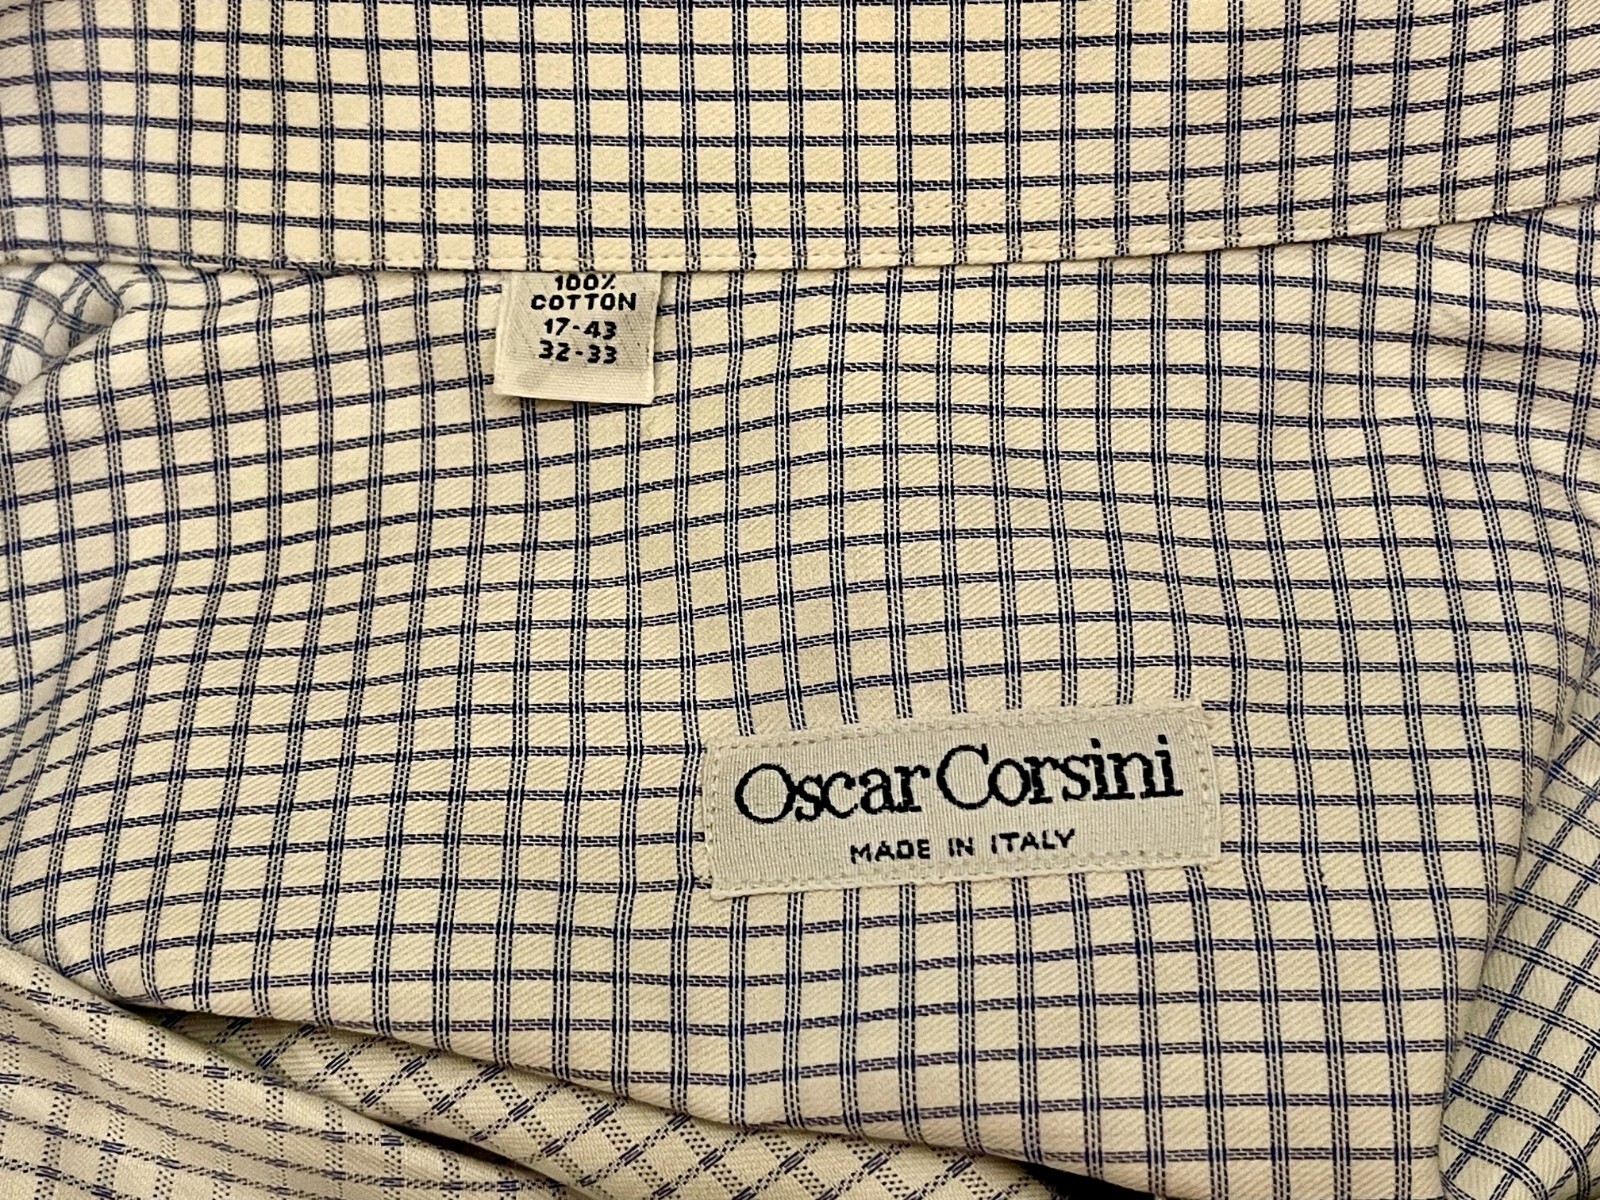 100%
COTTON
17-43
32-33
Oscar Corsini
MADE IN ITALY